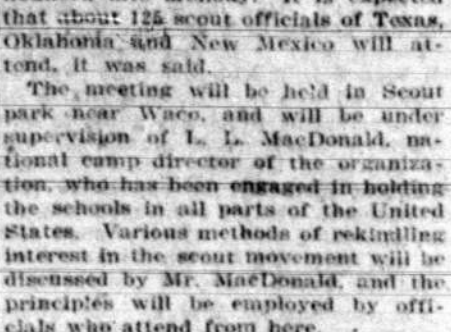 that about 125 scout officials of Texas,
Oklahoma and New Mexico will at-
tend, it was said.
The meeting will be held in Scout
park near Waco, and will be under
supervision of L. L. MacDonald, na-
tional camp director of the organiza-
tion, who has been engaged in holding
the schools in all parts of the United
States. Various methods of rekindling
interest in the scout movement will be
discussed by Mr. MacDonald, and the
principles will be employed by offi-
cials who attend from here.